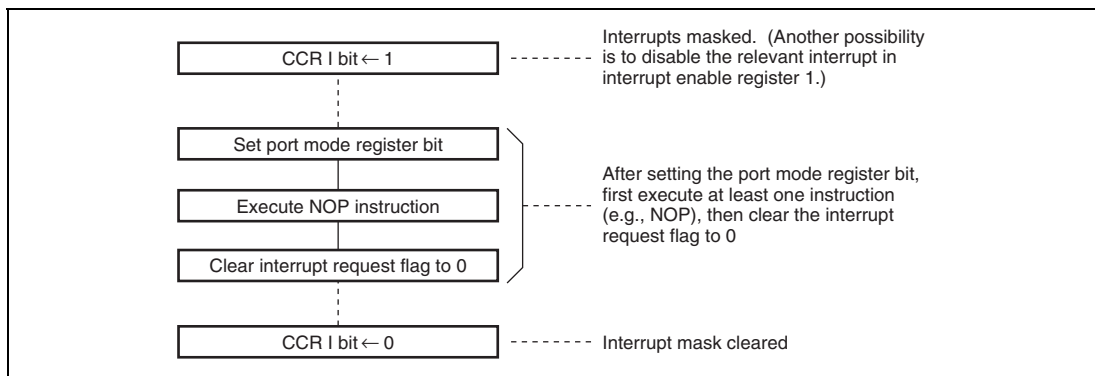 CCR I bit ← 1
Interrupts masked. (Another possibility
is to disable the relevant interrupt in
interrupt enable register 1.)
Set port mode register bit
Execute NOP instruction
Clear interrupt request flag to 0
After setting the port mode register bit,
first execute at least one instruction
(e.g., NOP), then clear the interrupt
request flag to 0
CCR I bit ← 0
Interrupt mask cleared